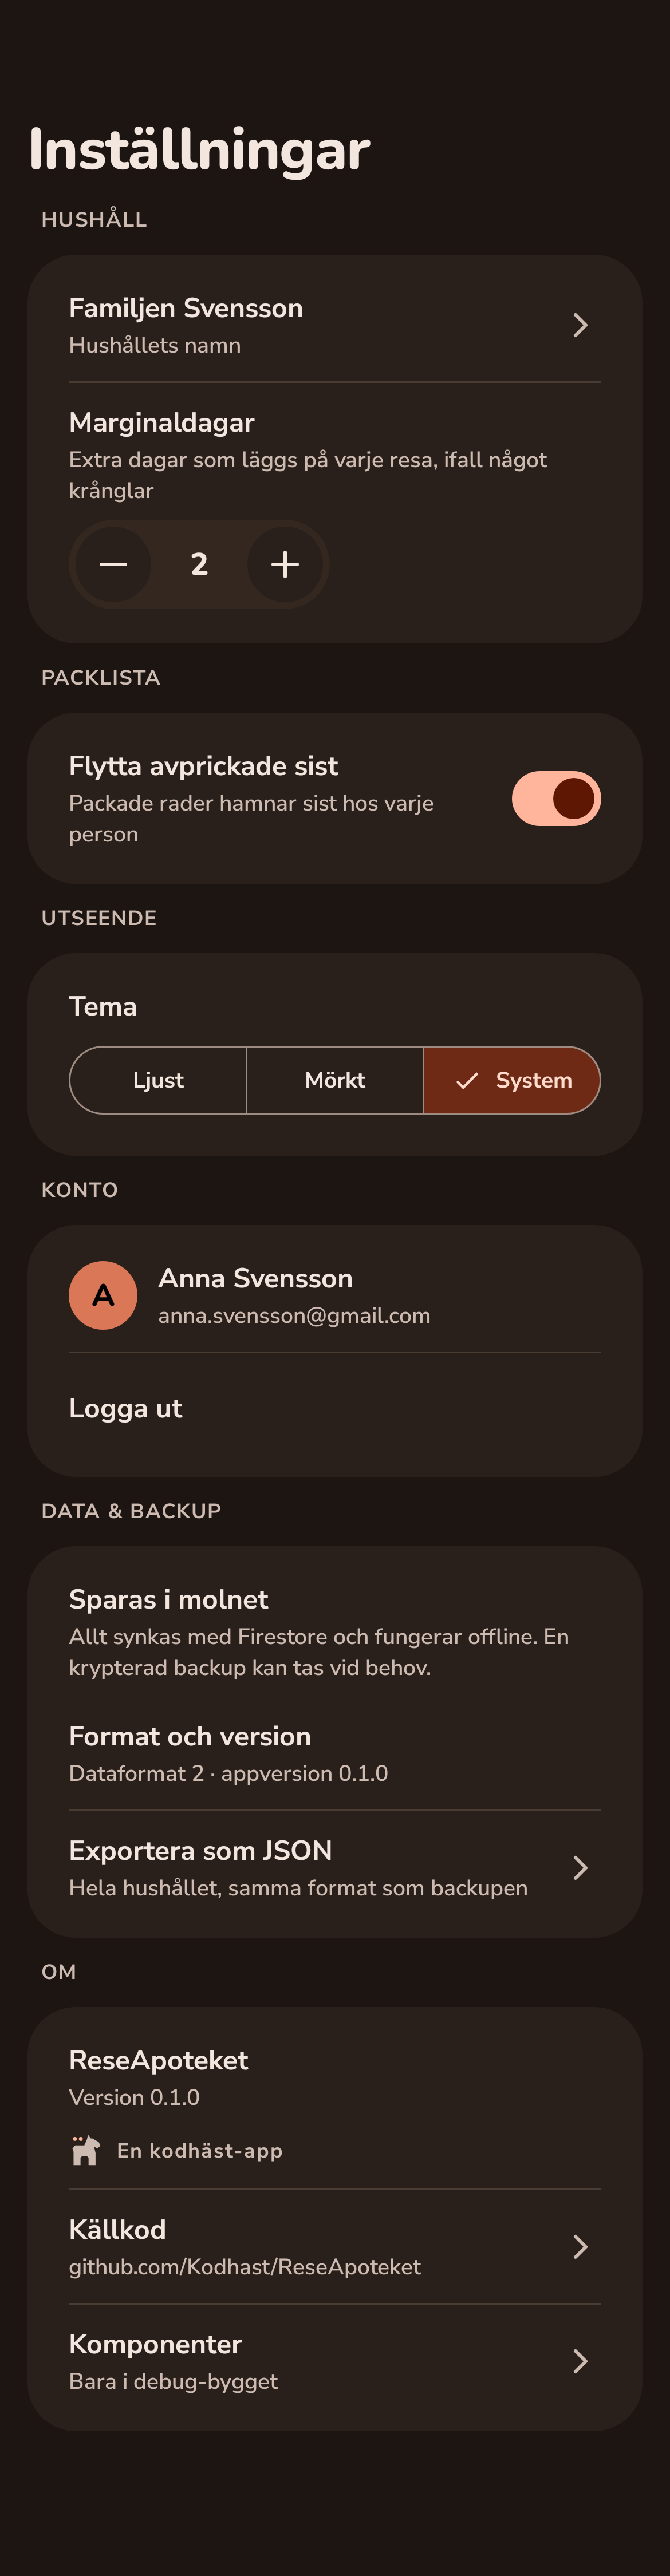 Inställningar
HUSHÅLL
Familjen Svensson
Hushållets namn
Marginaldagar
Extra dagar som läggs på varje resa, ifall något
krånglar
2
PACKLISTA
Flytta avprickade sist
Packade rader hamnar sist hos varje
person
UTSEENDE
Tema
Ljust
Mörkt
System
KONTO
A
Anna Svensson
anna.svensson@gmail.com
Logga ut
DATA & BACKUP
Sparas i molnet
Allt synkas med Firestore och fungerar offline. En
krypterad backup kan tas vid behov.
Format och version
Dataformat 2 · appversion 0.1.0
Exportera som JSON
Hela hushållet, samma format som backupen
OM
ReseApoteket
Version 0.1.0
En kodhäst-app
Källkod
github.com/Kodhast/ReseApoteket
Komponenter
Bara i debug-bygget